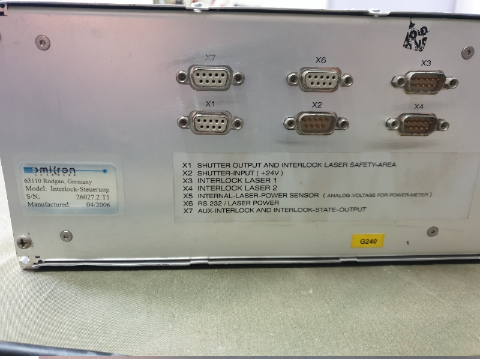 X7
X6
X3
X1
X2
X4
omicron
63110 Rodgau, Germany
Model: Interlock-Steuerung
S/N: 26027.2.T1
Manufactured: 04/2006
X1 SHUTTER OUTPUT AND INTERLOCK LASER SAFETY-AREA
X2 SHUTTER-INPUT (+24V)
X3 INTERLOCK LASER 1
X4 INTERLOCK LASER 2
X5 INTERNAL-LASER-POWER SENSOR (ANALOG-VOLTAGE FOR POWER-METER)
X6 RS 232 / LASER POWER
X7 AUX-INTERLOCK AND INTERLOCK-STATE-OUTPUT
G240